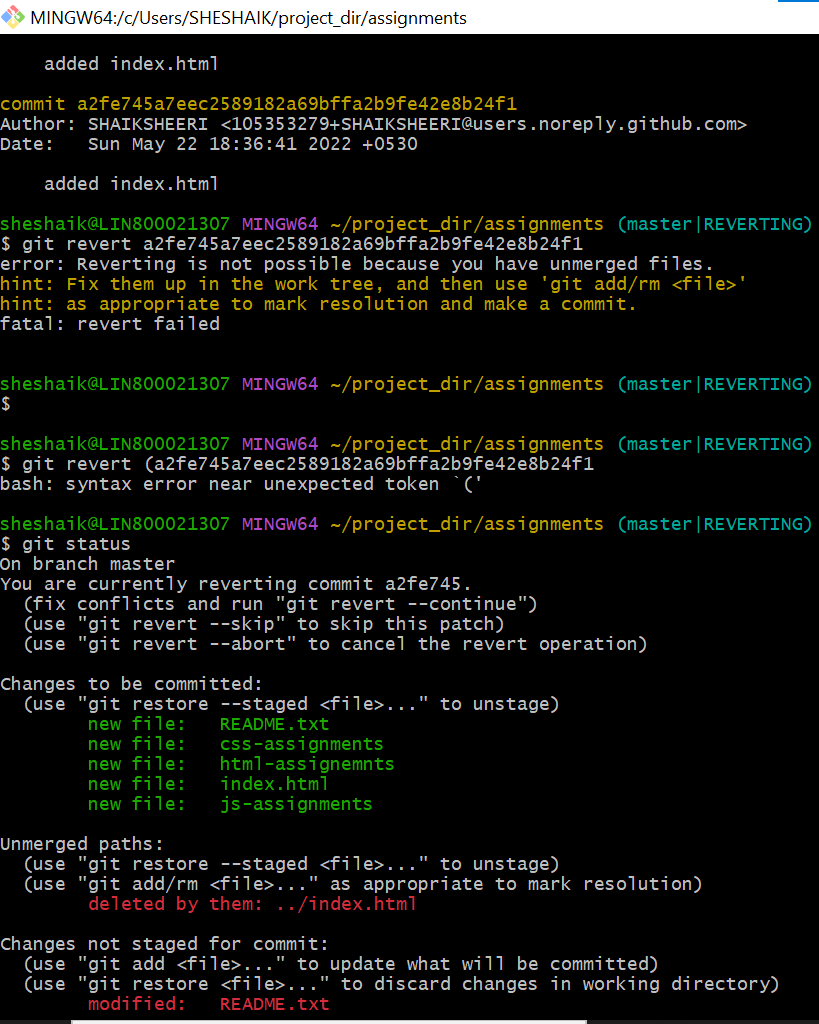 MINGW64:/c/Users/SHESHAIK/project_dir/assignments
added index.html
commit a2fe745a7eec2589182a69bffa2b9fe42e8b24f1
Author: SHAIKSHEERI <105353279+SHAIKSHEERI@users.noreply.github.com>
Date:   Sun May 22 18:36:41 2022 +0530
added index.html
sheshaik@LIN800021307 MINGW64 ~/project_dir/assignments (master|REVERTING)
$ git revert a2fe745a7eec2589182a69bffa2b9fe42e8b24f1
error: Reverting is not possible because you have unmerged files.
hint: Fix them up in the work tree, and then use 'git add/rm <file>'
hint: as appropriate to mark resolution and make a commit.
fatal: revert failed
sheshaik@LIN800021307 MINGW64 ~/project_dir/assignments (master|REVERTING)
$
sheshaik@LIN800021307 MINGW64 ~/project_dir/assignments (master|REVERTING)
$ git revert (a2fe745a7eec2589182a69bffa2b9fe42e8b24f1
bash: syntax error near unexpected token `('
sheshaik@LIN800021307 MINGW64 ~/project_dir/assignments (master|REVERTING)
$ git status
On branch master
You are currently reverting commit a2fe745.
  (fix conflicts and run "git revert --continue")
  (use "git revert --skip" to skip this patch)
  (use "git revert --abort" to cancel the revert operation)
Changes to be committed:
  (use "git restore --staged <file>..." to unstage)
        new file:   README.txt
        new file:   css-assignments
        new file:   html-assignemnts
        new file:   index.html
        new file:   js-assignments
Unmerged paths:
  (use "git restore --staged <file>..." to unstage)
  (use "git add/rm <file>..." as appropriate to mark resolution)
        deleted by them: ../index.html
Changes not staged for commit:
  (use "git add <file>..." to update what will be committed)
  (use "git restore <file>..." to discard changes in working directory)
        modified:   README.txt